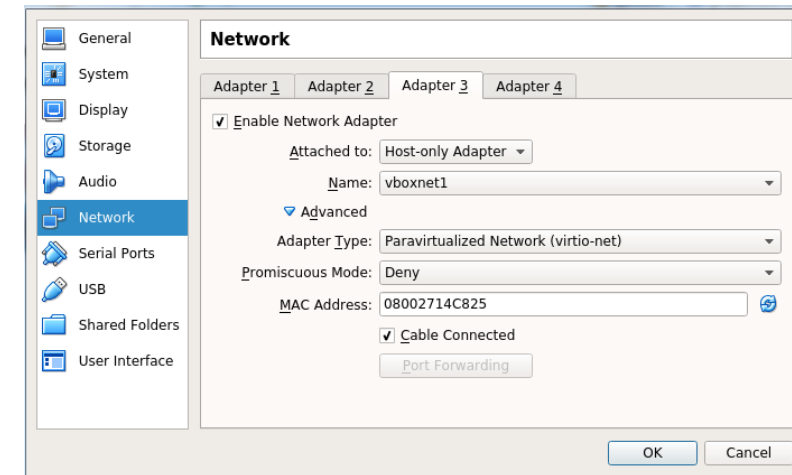 General
System
Display
Storage
Audio
Network
Serial Ports
USB
Shared Folders
User Interface
Network
Adapter 1 Adapter 2 Adapter 3 Adapter 4
Enable Network Adapter
Attached to: Host-only Adapter
Name: vboxnet1
Advanced
Adapter Type: Paravirtualized Network (virtio-net)
Promiscuous Mode: Deny
MAC Address: 08002714C825
Cable Connected
Port Forwarding
OK Cancel